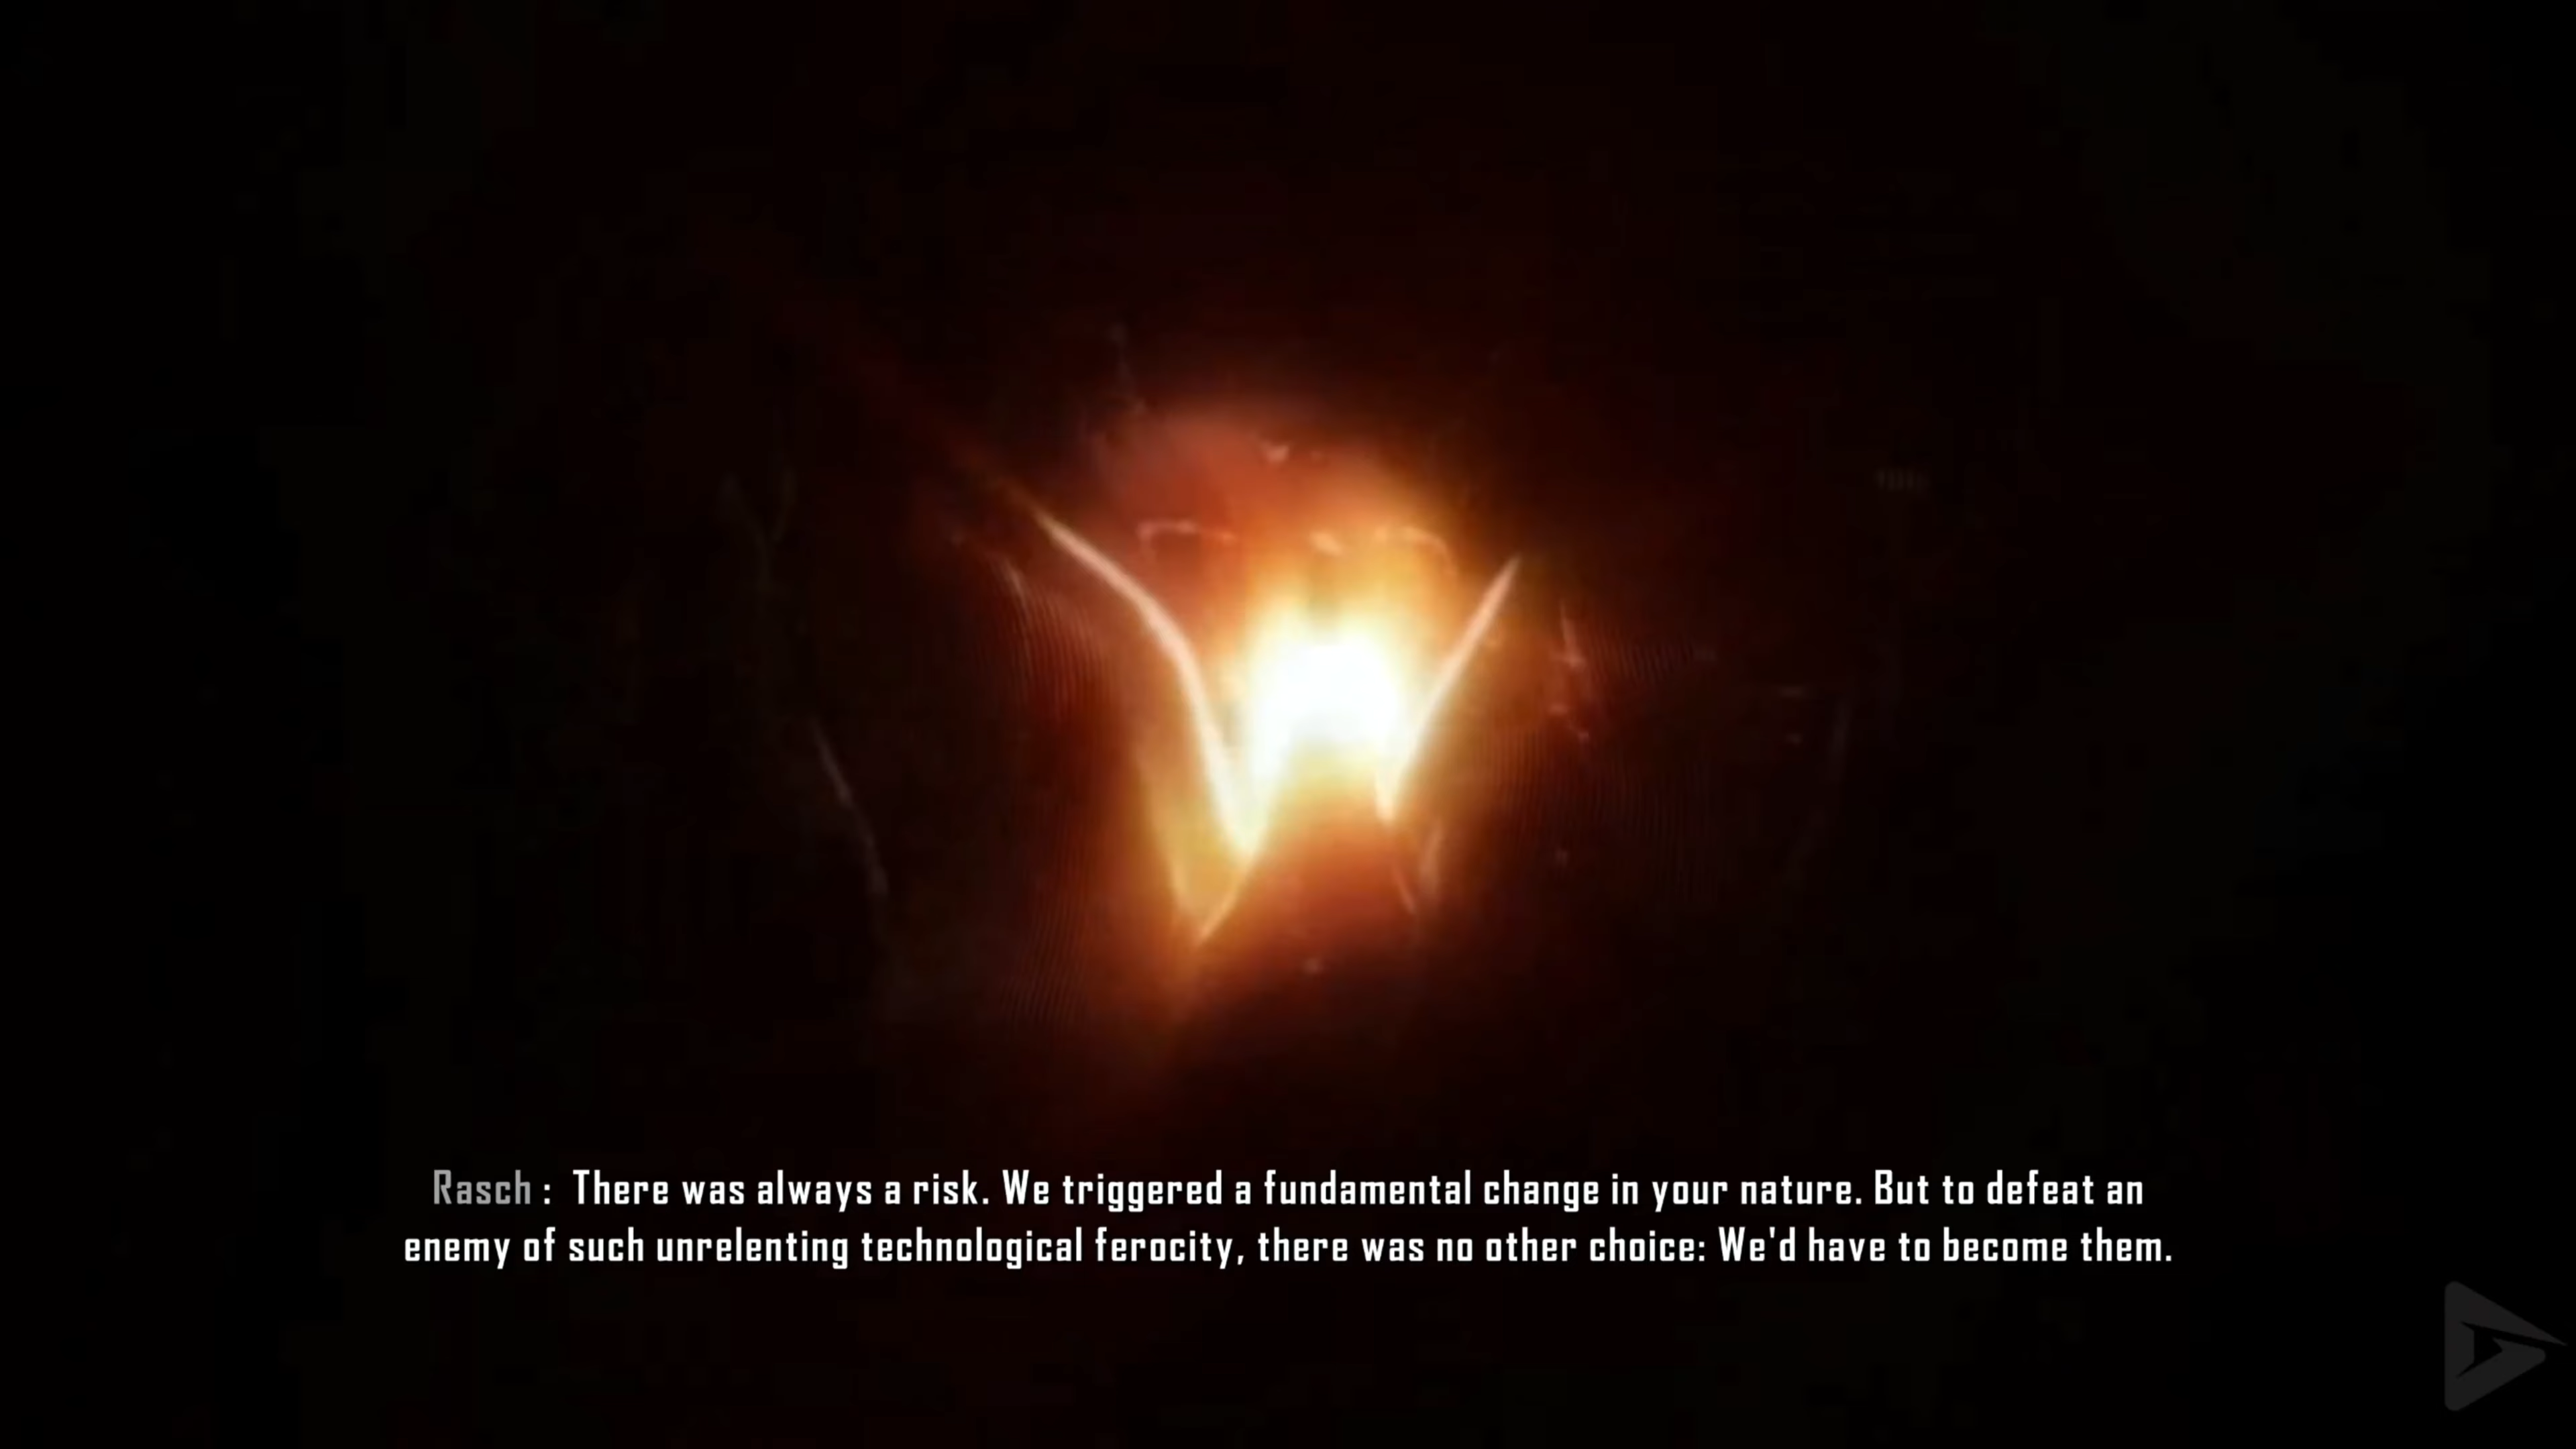 Rasch : There was always a risk. We triggered a fundamental change in your nature. But to defeat an
enemy of such unrelenting technological ferocity, there was no other choice: We'd have to become them.